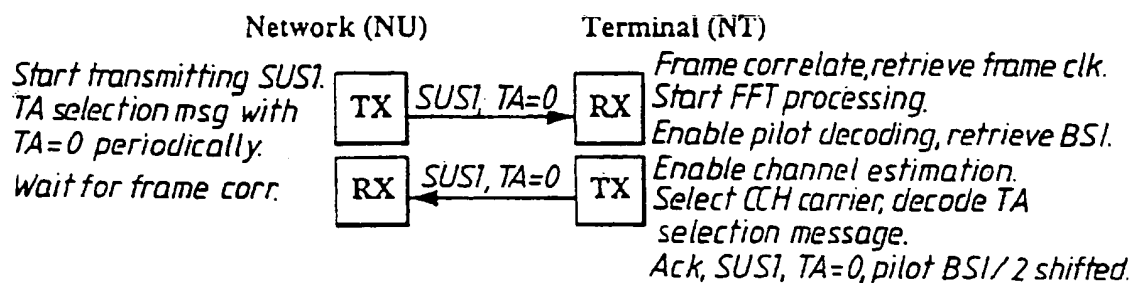 Network (NU) Terminal (NT)
Start transmitting SUS1.
TA selection msg with
TA=0 periodically.
Wait for frame corr.
TX SUS1, TA=0 RX
RX SUS1, TA=0 TX
Frame correlate, retrieve frame clk.
Start FFT processing.
Enable pilot decoding, retrieve BSI.
Enable channel estimation.
Select CCH carrier, decode TA
selection message.
Ack, SUS1, TA=0, pilot BSI/2 shifted.